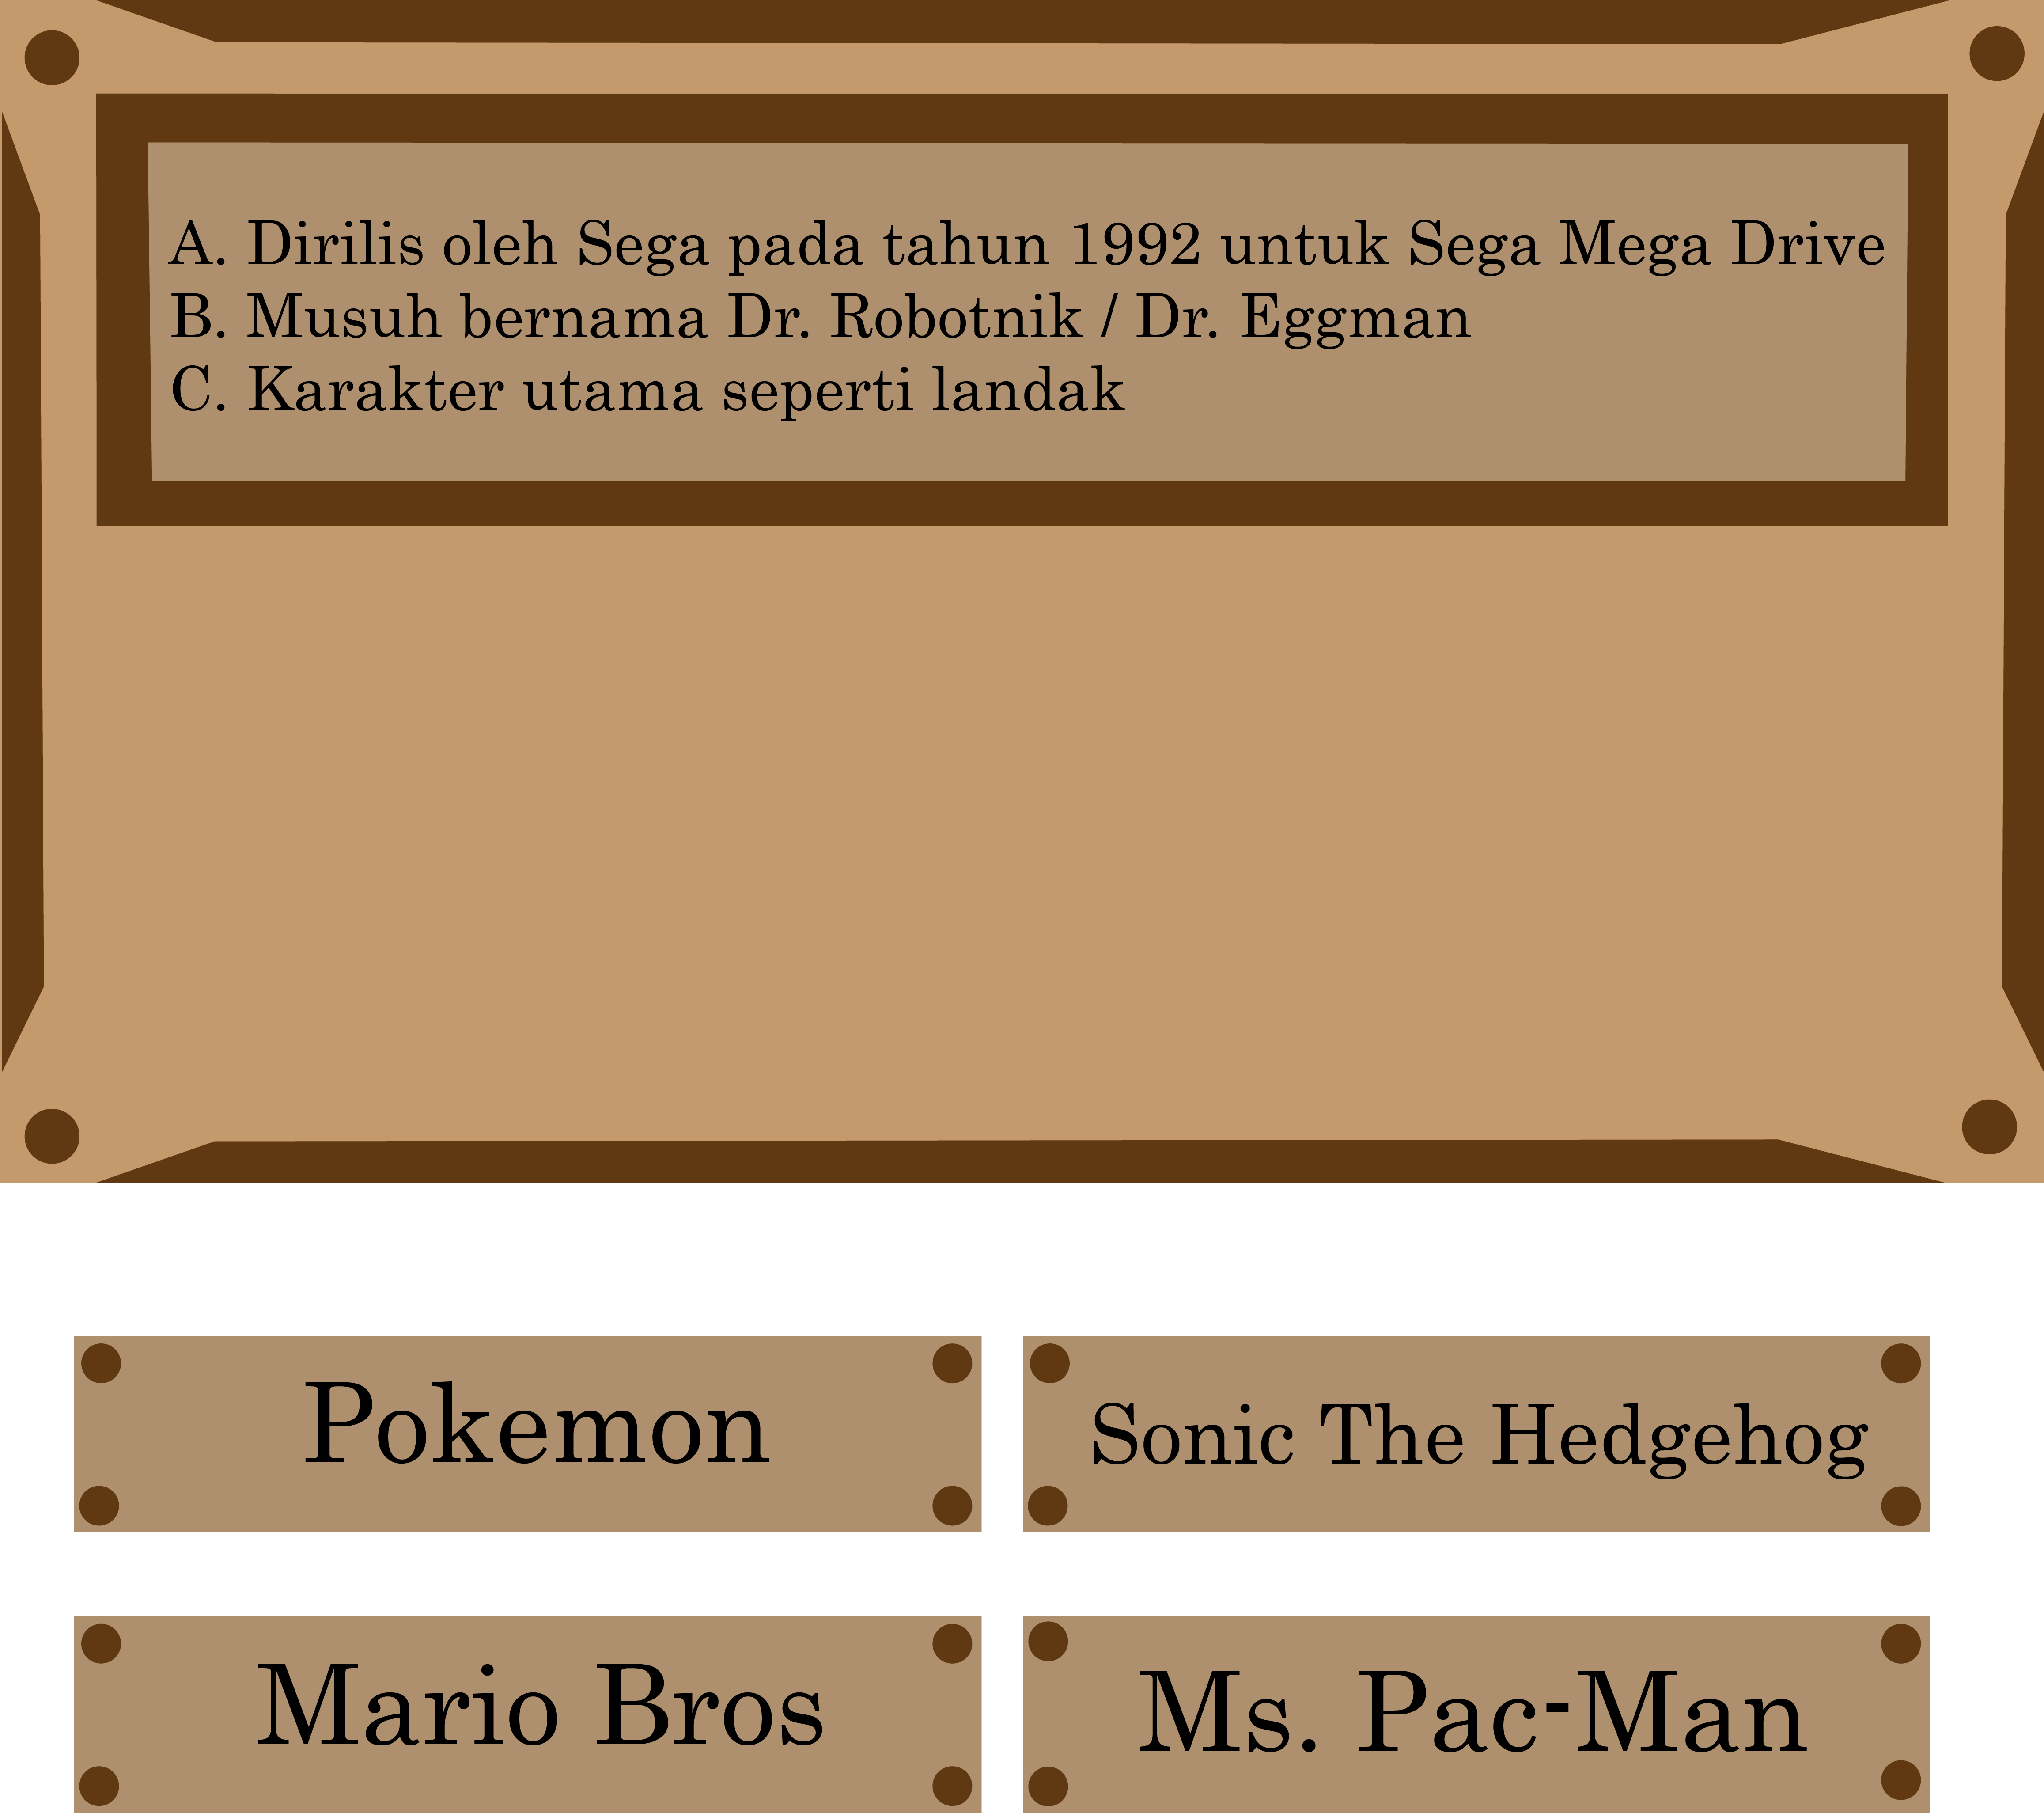 A. Dirilis oleh Sega pada tahun 1992 untuk Sega Mega Drive
B. Musuh bernama Dr. Robotnik / Dr. Eggman
C. Karakter utama seperti landak
Pokemon
Sonic The Hedgehog
Mario Bros
Ms. Pac-Man